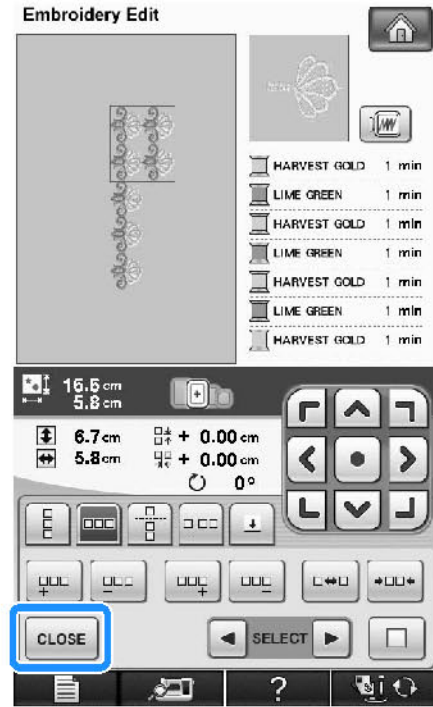 Embroidery Edit
HARVEST GOLD 1 min
LIME GREEN 1 min
HARVEST GOLD 1 min
LIME GREEN 1 min
HARVEST GOLD 1 min
LIME GREEN 1 min
HARVEST GOLD 1 min
16.6 cm
5.8 cm
6.7 cm + 0.00 cm
5.8 cm + 0.00 cm
0°
CLOSE SELECT
?